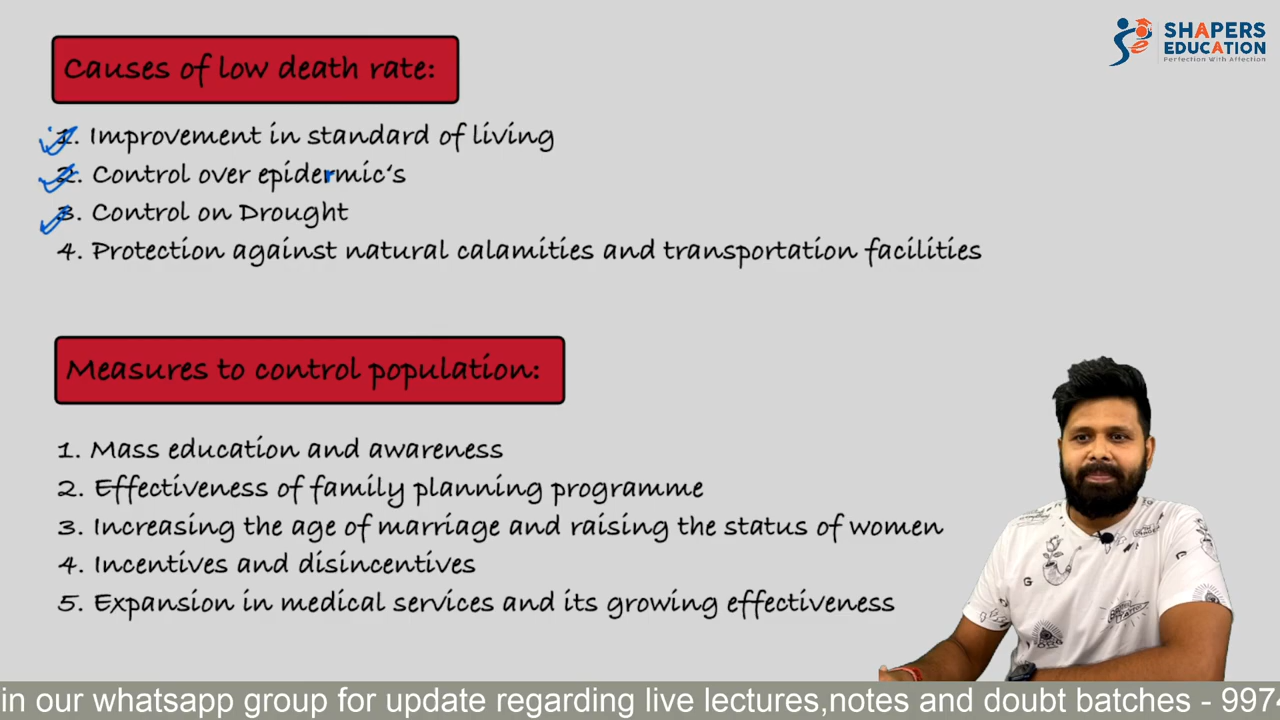 SHAPERS
EDUCATION
Perfection With Affection
Causes of low death rate:
1. Improvement in standard of living
2. Control over epidermic's
3. Control on Drought
4. Protection against natural calamities and transportation facilities
Measures to control population:
1. Mass education and awareness
2. Effectiveness of family planning programme
3. Increasing the age of marriage and raising the status of women
4. Incentives and disincentives
5. Expansion in medical services and its growing effectiveness
in our whatsapp group for update regarding live lectures,notes and doubt batches - 997